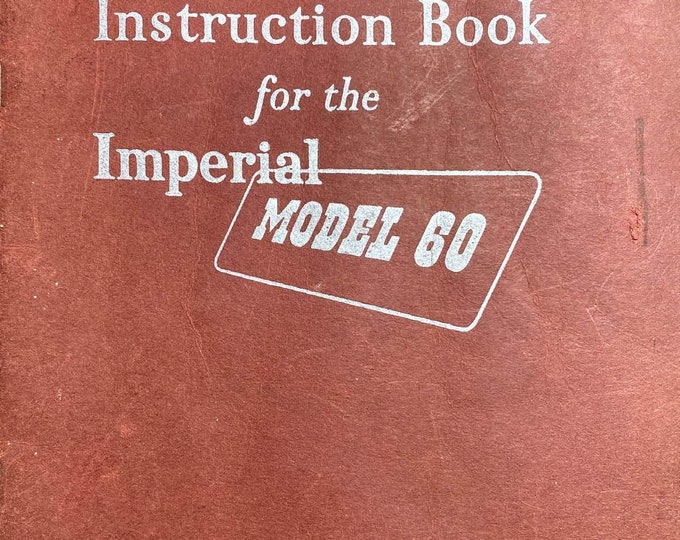 Instruction Book
for the
Imperial
MODEL 60